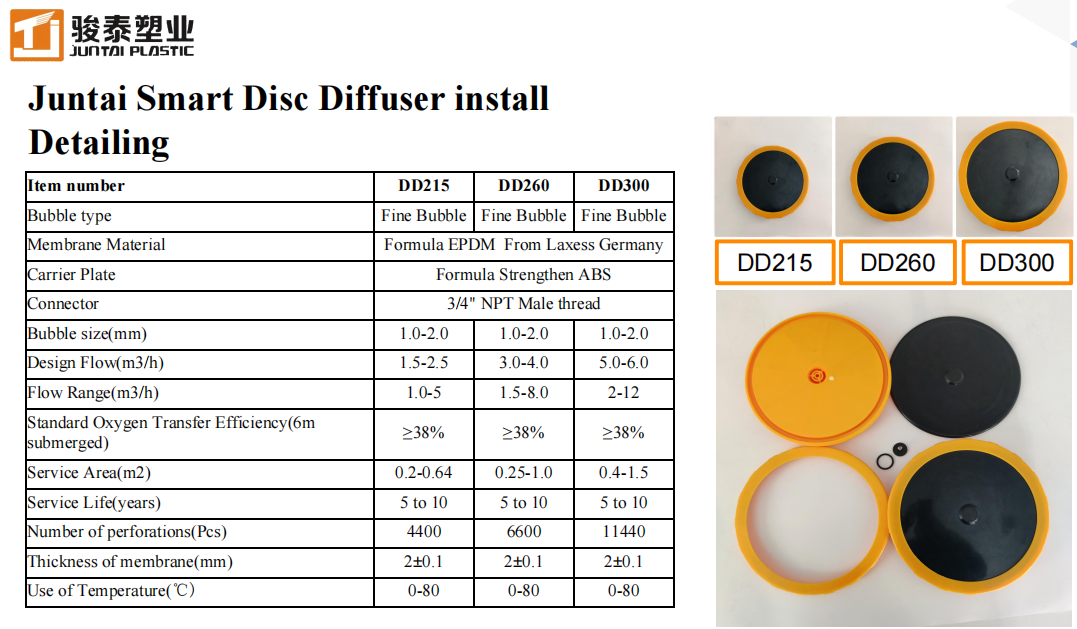 骏泰塑业
JUNTAI PLASTIC
Juntai Smart Disc Diffuser install
Detailing
Item number DD215 DD260 DD300
Bubble type Fine Bubble Fine Bubble Fine Bubble
Membrane Material Formula EPDM From Laxess Germany
Carrier Plate Formula Strengthen ABS
Connector 3/4" NPT Male thread
Bubble size(mm) 1.0-2.0 1.0-2.0 1.0-2.0
Design Flow(m3/h) 1.5-2.5 3.0-4.0 5.0-6.0
Flow Range(m3/h) 1.0-5 1.5-8.0 2-12
Standard Oxygen Transfer Efficiency(6m
submerged) ≥38% ≥38% ≥38%
Service Area(m2) 0.2-0.64 0.25-1.0 0.4-1.5
Service Life(years) 5 to 10 5 to 10 5 to 10
Number of perforations(Pcs) 4400 6600 11440
Thickness of membrane(mm) 2±0.1 2±0.1 2±0.1
Use of Temperature(℃) 0-80 0-80 0-80
DD215 DD260 DD300